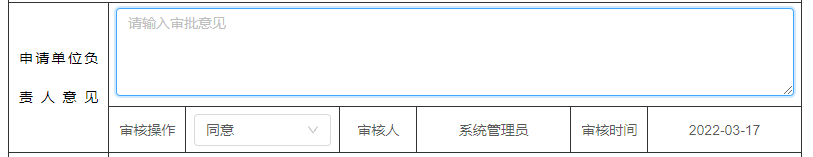 请输入审批意见
申请单位负
责人意见
审核操作 同意 审核人 系统管理员 审核时间 2022-03-17